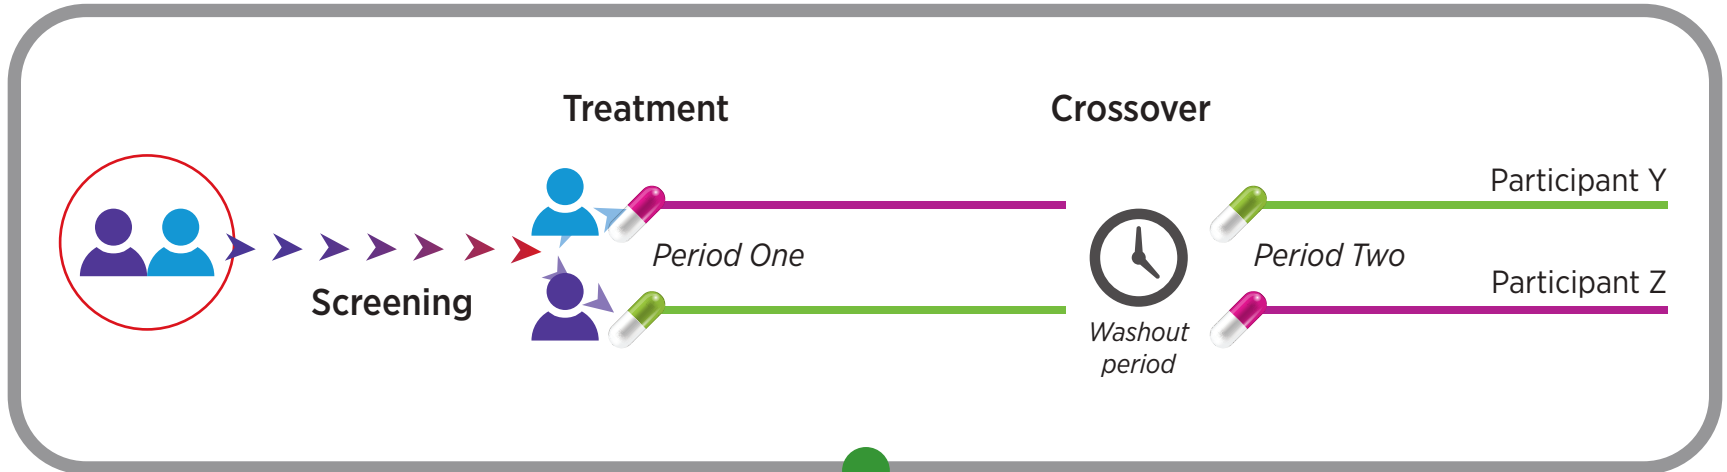 Treatment
Crossover
Participant Y
Period One
Period Two
Screening
Participant Z
Washout
period